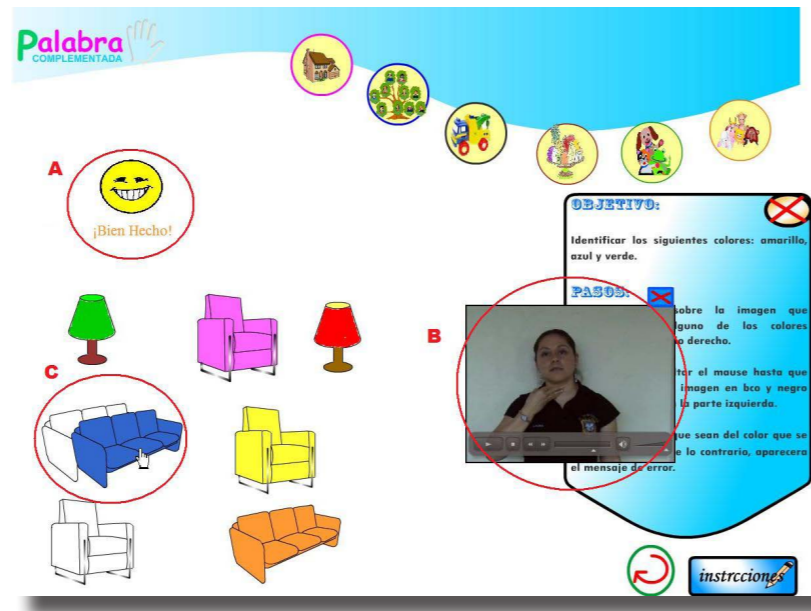 Palabra
COMPLEMENTADA
A
¡Bien Hecho!
OBJETIVO:
Identificar los siguientes colores: amarillo,
azul y verde.
PASOS:
sobre la imagen que
lguno de los colores
o derecho.
tar el mouse hasta que
imagen en bco y negra
la parte izquierda.
que sean del color que se
e lo contrario, aparecera
el mensaje de error.
B
C
instrcciones